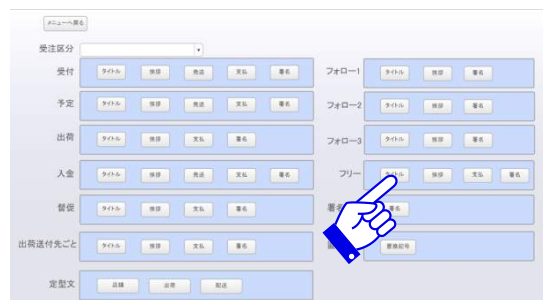 メニューへ戻る
受注区分
受付 タイトル 挨拶 発送 支払 署名 フォロー1 タイトル 挨拶 署名
予定 タイトル 挨拶 発送 支払 署名 フォロー2 タイトル 挨拶 署名
出荷 タイトル 挨拶 支払 署名 フォロー3 タイトル 挨拶 署名
入金 タイトル 挨拶 発送 支払 署名 フリー タイトル 挨拶 支払 署名
督促 タイトル 挨拶 支払 署名 署名 署名
出荷送付先ごと タイトル 挨拶 支払 署名 置換記号
定型文 店舗 出荷 配送